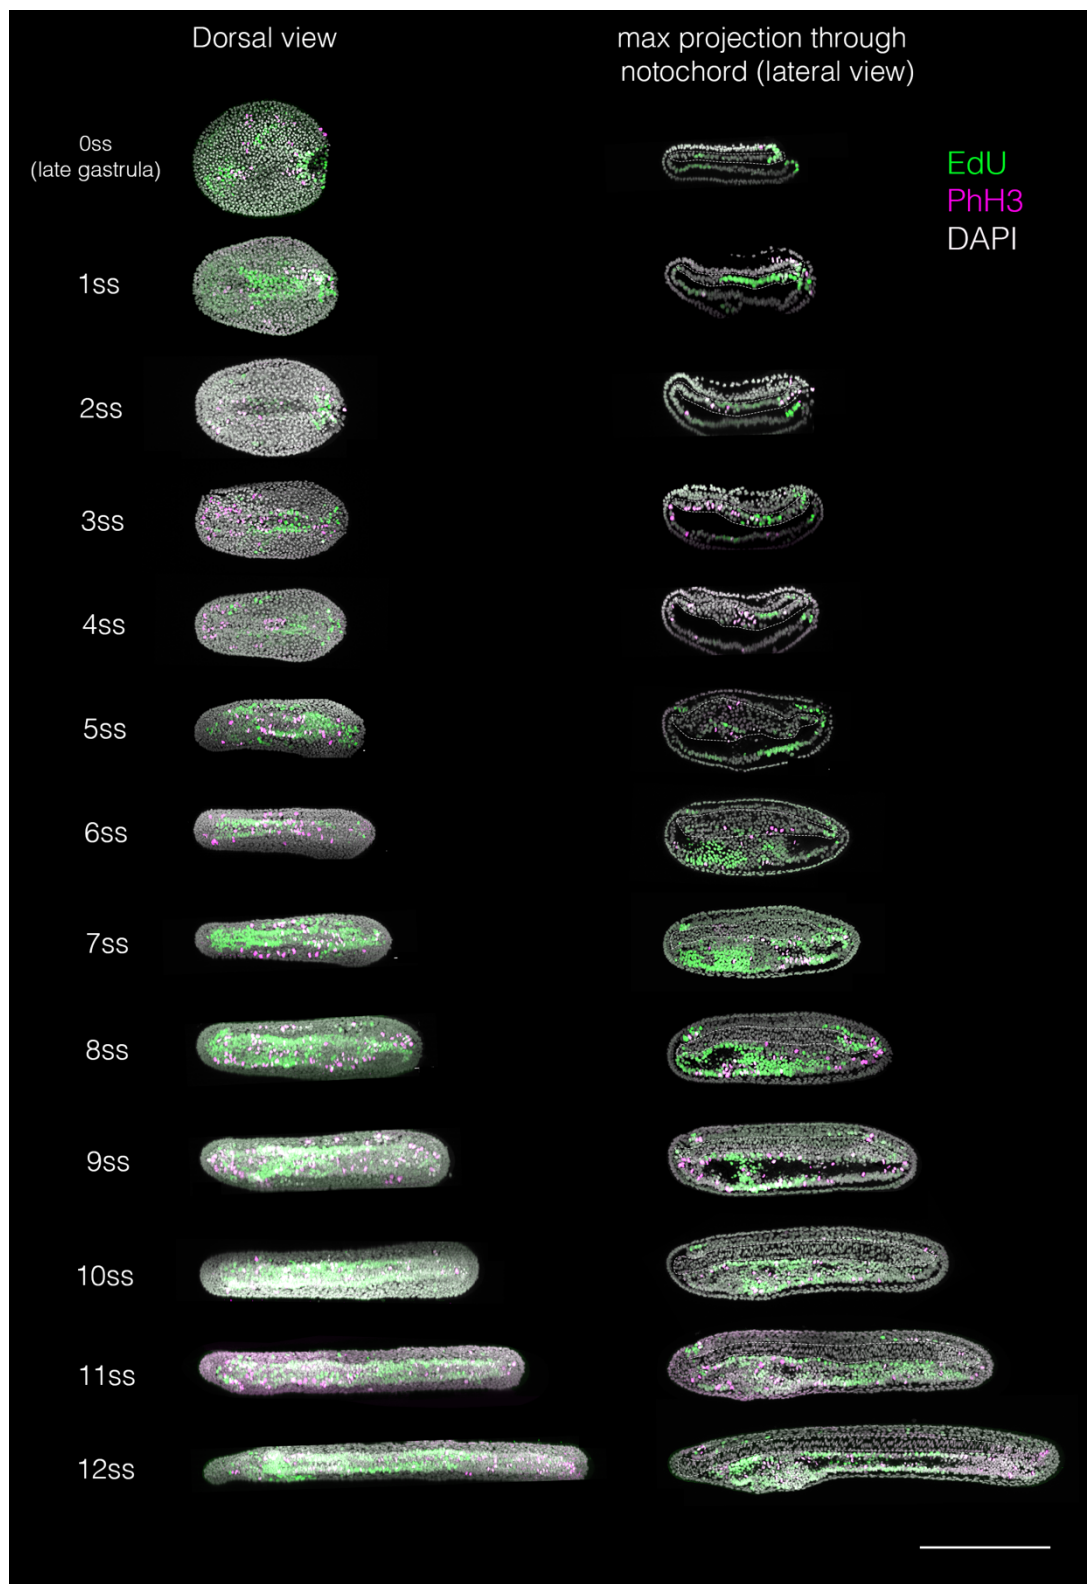 Dorsal view
max projection through
notochord (lateral view)
0ss
(late gastrula)
EdU
PhH3
DAPI
1ss
2ss
3ss
4ss
5ss
6ss
7ss
8ss
9ss
10ss
11ss
12ss